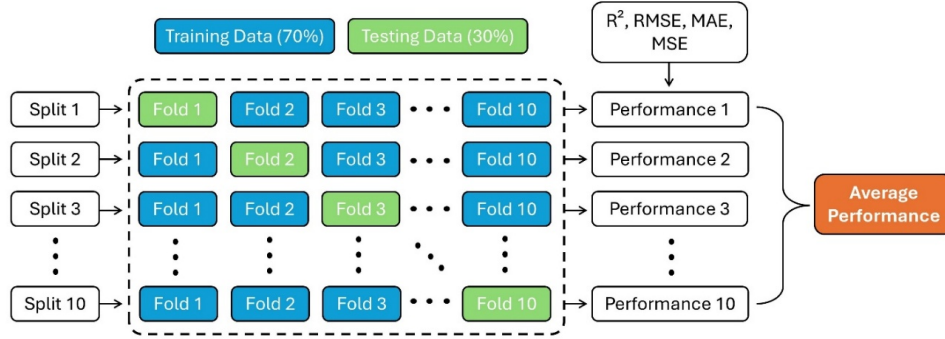 Training Data (70%)
Testing Data (30%)
R², RMSE, MAE,
MSE
Split 1
Fold 1
Fold 2
Fold 3
Fold 10
Performance 1
Split 2
Fold 1
Fold 2
Fold 3
Fold 10
Performance 2
Split 3
Fold 1
Fold 2
Fold 3
Fold 10
Performance 3
Average
Performance
Split 10
Fold 1
Fold 2
Fold 3
Fold 10
Performance 10